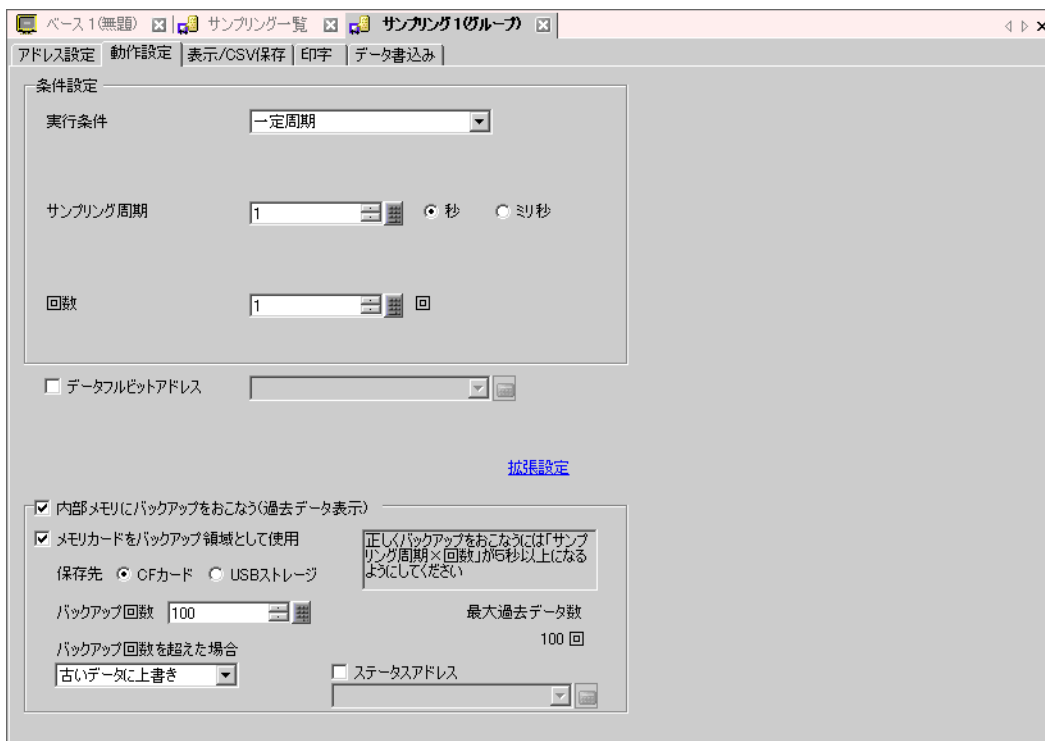 ベース 1(無題) サンプリング一覧 サンプリング1(グループ)
アドレス設定 動作設定 表示/CSV保存 印字 データ書込み
条件設定
実行条件 一定周期
サンプリング周期 1 秒 ミリ秒
回数 1 回
データフルビットアドレス
拡張設定
内部メモリにバックアップをおこなう(過去データ表示)
メモリカードをバックアップ領域として使用
正しくバックアップをおこなうには「サンプ
リング周期×回数」が5秒以上になる
ようにしてください
保存先 CFカード USBストレージ
バックアップ回数 100
最大過去データ数
100 回
バックアップ回数を超えた場合
古いデータに上書き
ステータスアドレス